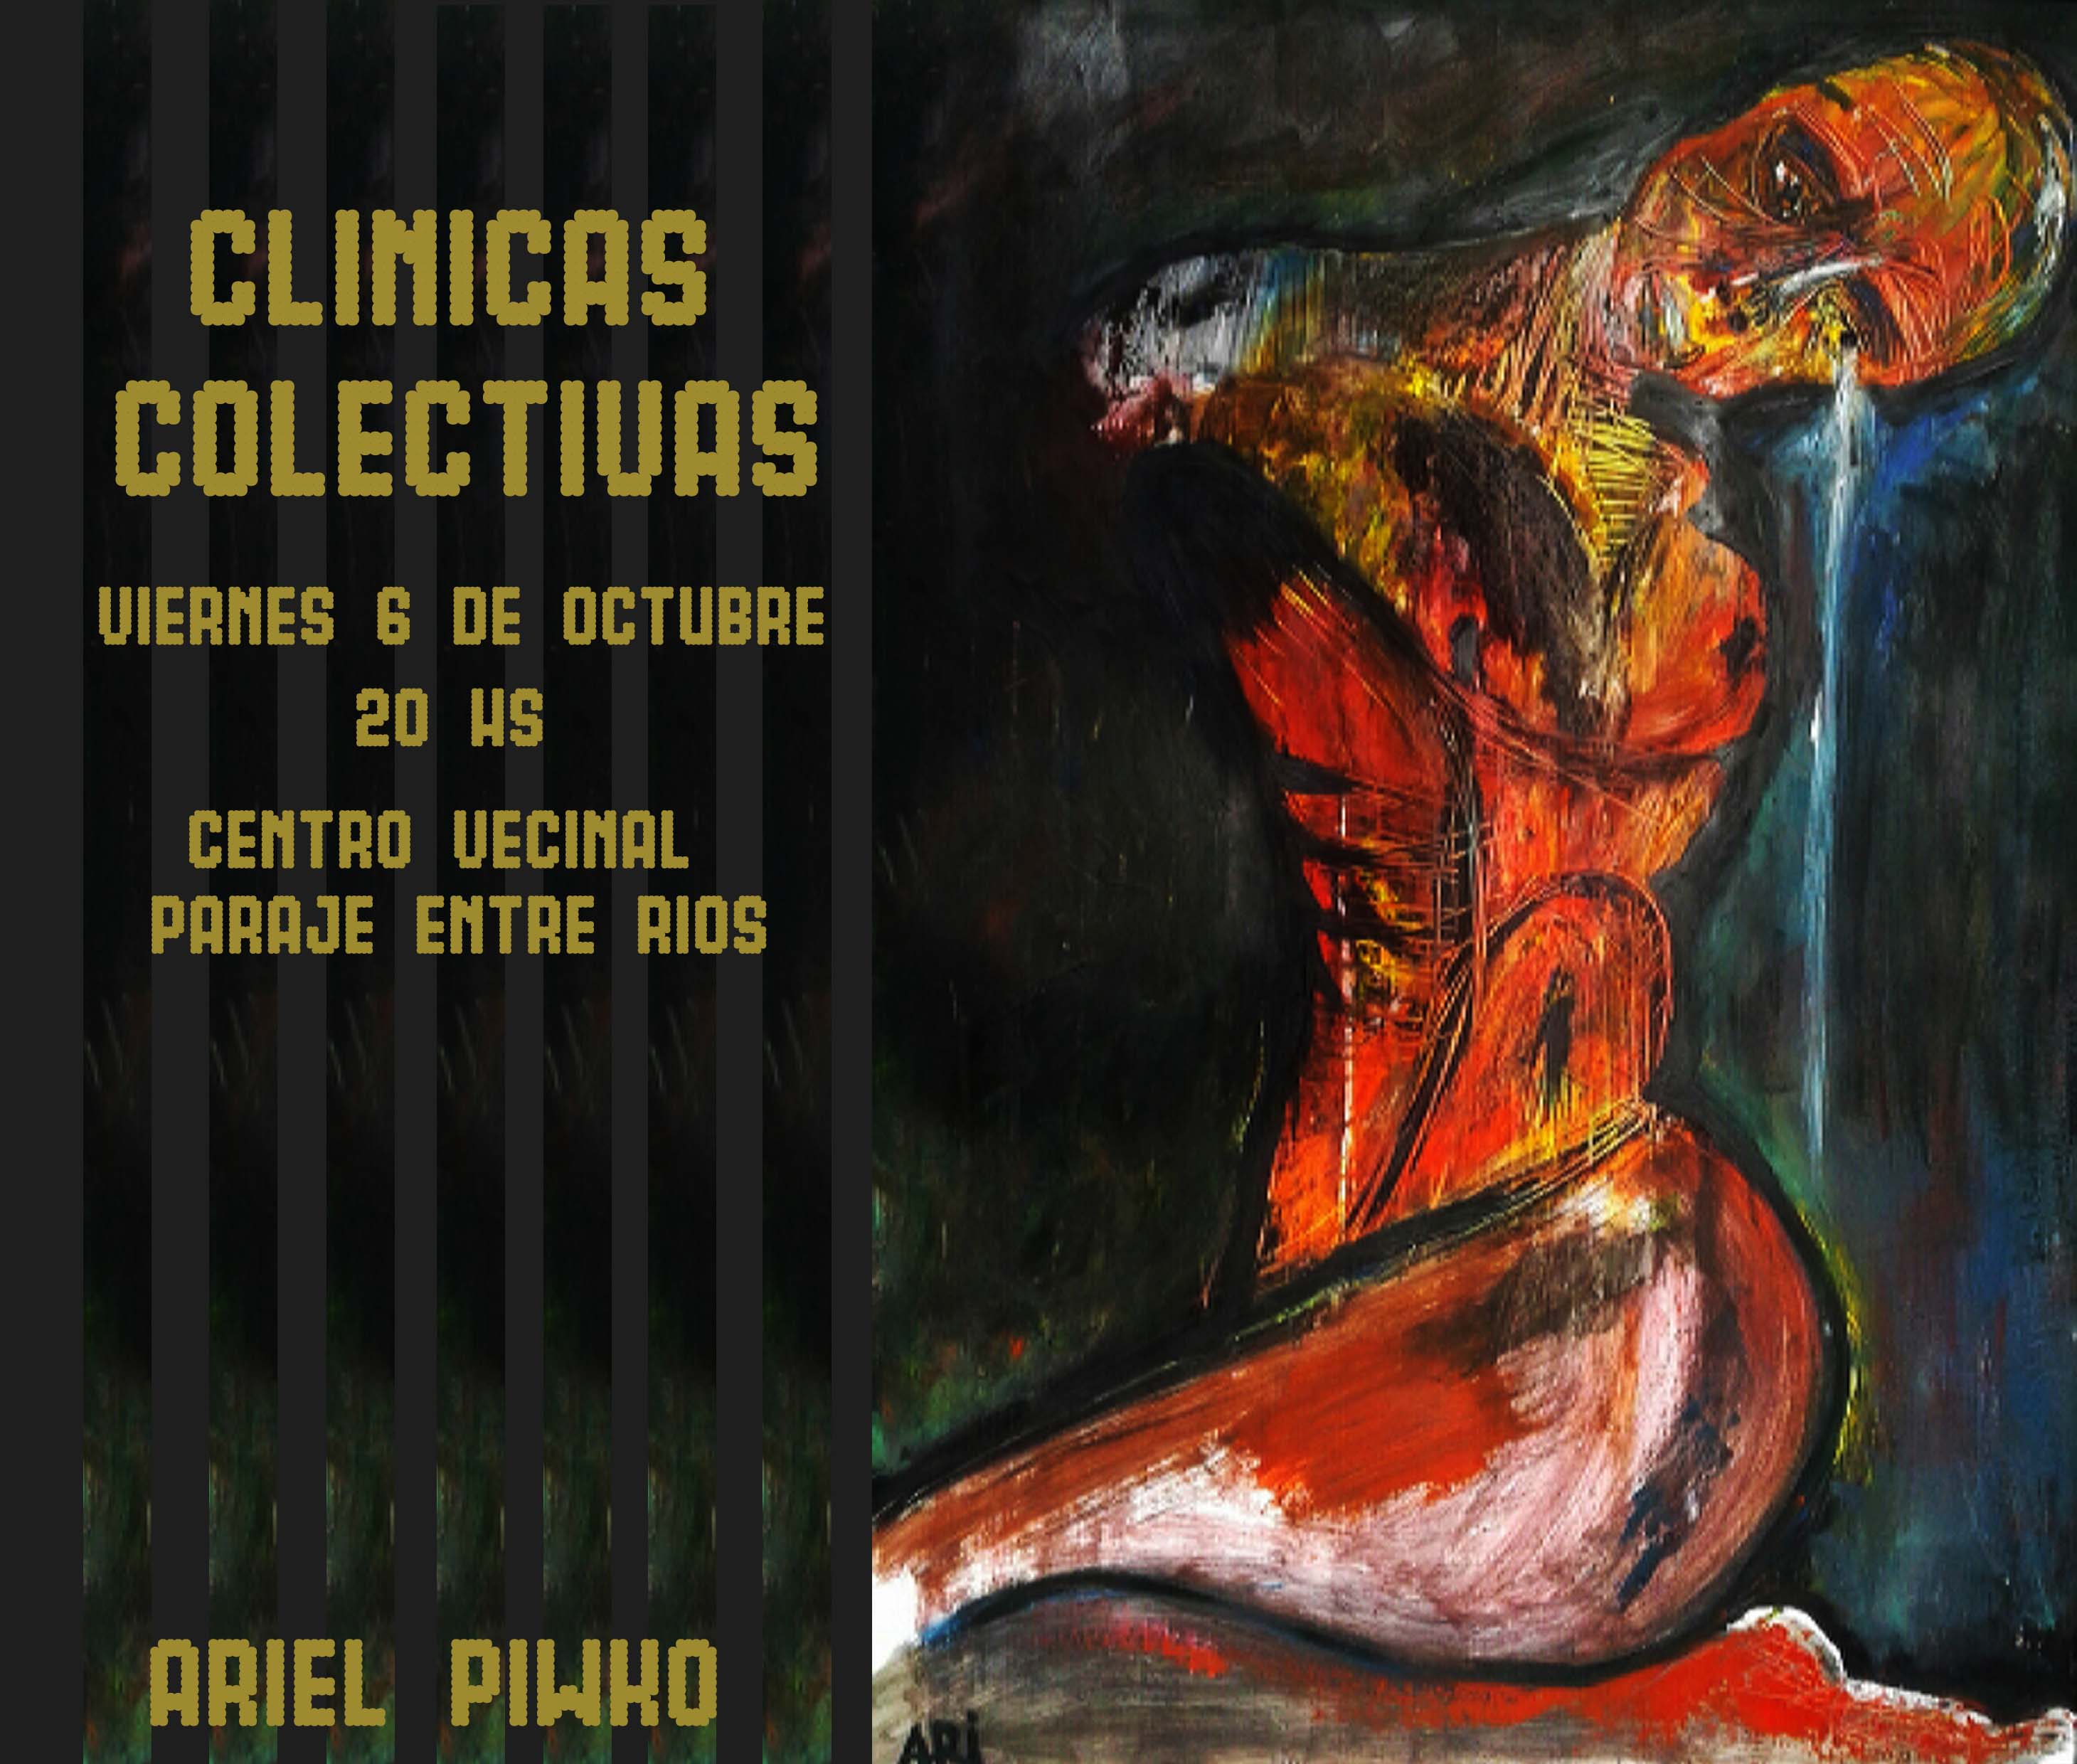 CLINICAS
COLECTIVAS
VIERNES 6 DE OCTUBRE
20 HS
CENTRO VECINAL
PARAJE ENTRE RIOS
ARIEL PIWKO
ARi